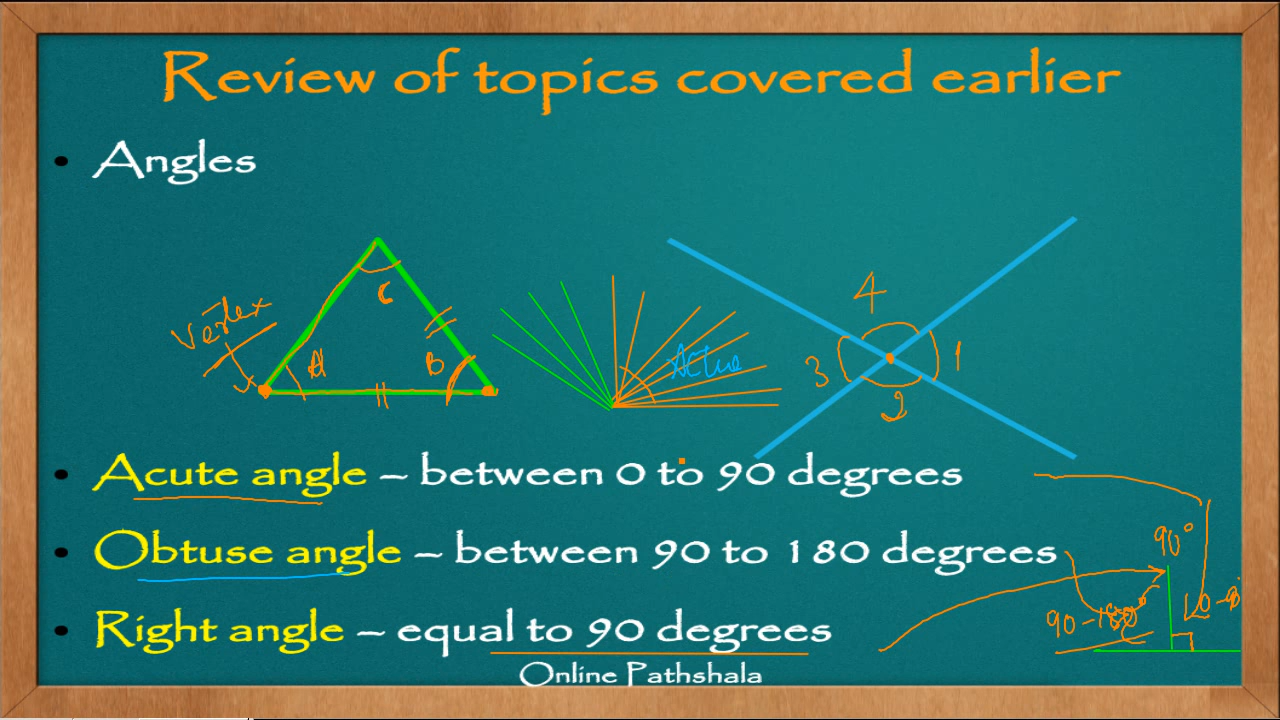 Review of topics covered earlier
• Angles
4
Vertex
C
A
B
3
1
2
• Acute angle – between 0 to 90 degrees
• Obtuse angle – between 90 to 180 degrees
90°
• Right angle – equal to 90 degrees
90-180°
Online Pathshala